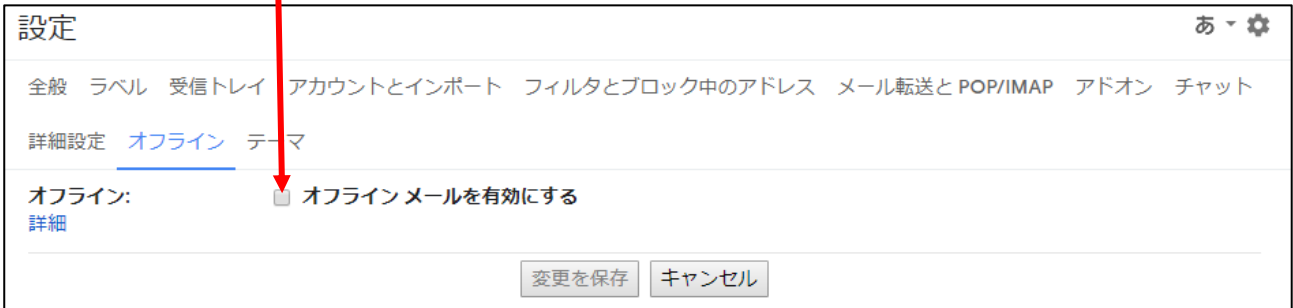 設定
あ
全般 ラベル 受信トレイ アカウントとインポート フィルタとブロック中のアドレス メール転送と POP/IMAP アドオン チャット
詳細設定 オフライン テーマ
オフライン: オフライン メールを有効にする
詳細
変更を保存 キャンセル